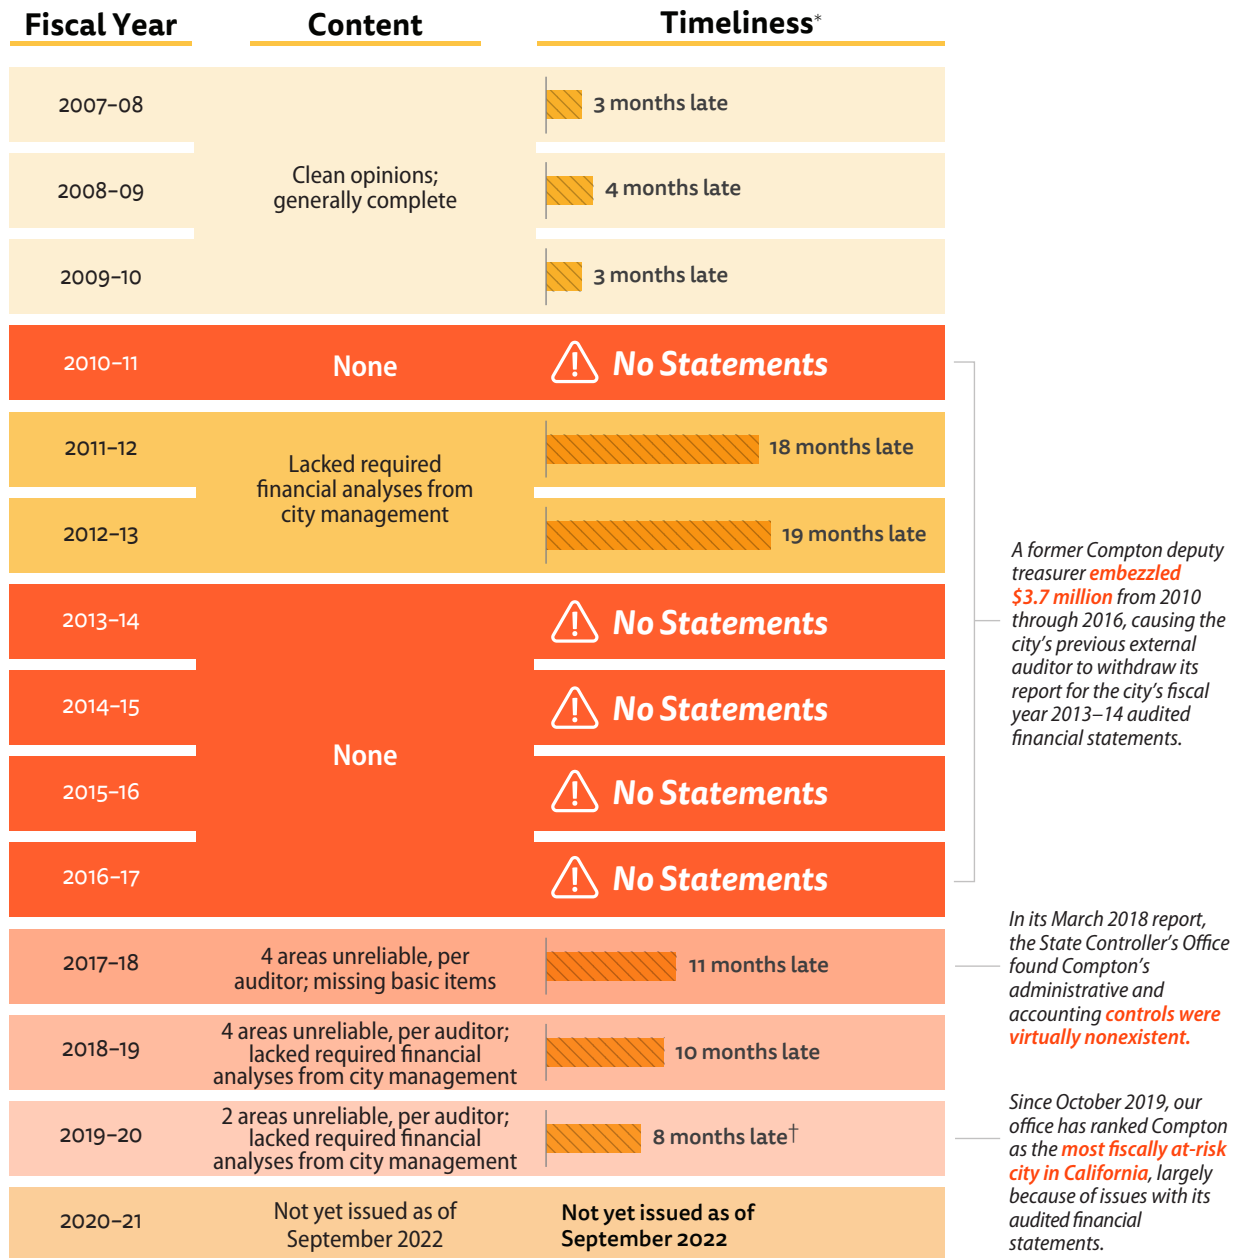 Fiscal Year Content Timeliness*
2007–08
3 months late
Clean opinions;
generally complete
2008–09
4 months late
2009–10
3 months late
2010–11
None
No Statements
2011–12
18 months late
Lacked required
financial analyses from
city management
2012–13
19 months late
2013–14
No Statements
2014–15
No Statements
None
2015–16
No Statements
2016–17
No Statements
A former Compton deputy
treasurer embezzled
$3.7 million from 2010
through 2016, causing the
city’s previous external
auditor to withdraw its
report for the city’s fiscal
year 2013–14 audited
financial statements.
2017–18
4 areas unreliable, per
auditor; missing basic items
11 months late
In its March 2018 report,
the State Controller’s Office
found Compton’s
administrative and
accounting controls were
virtually nonexistent.
2018–19
4 areas unreliable, per auditor;
lacked required financial
analyses from city management
10 months late
2019–20
2 areas unreliable, per auditor;
lacked required financial
analyses from city management
8 months late†
Since October 2019, our
office has ranked Compton
as the most fiscally at-risk
city in California, largely
because of issues with its
audited financial
statements.
2020–21
Not yet issued as of
September 2022
Not yet issued as of
September 2022